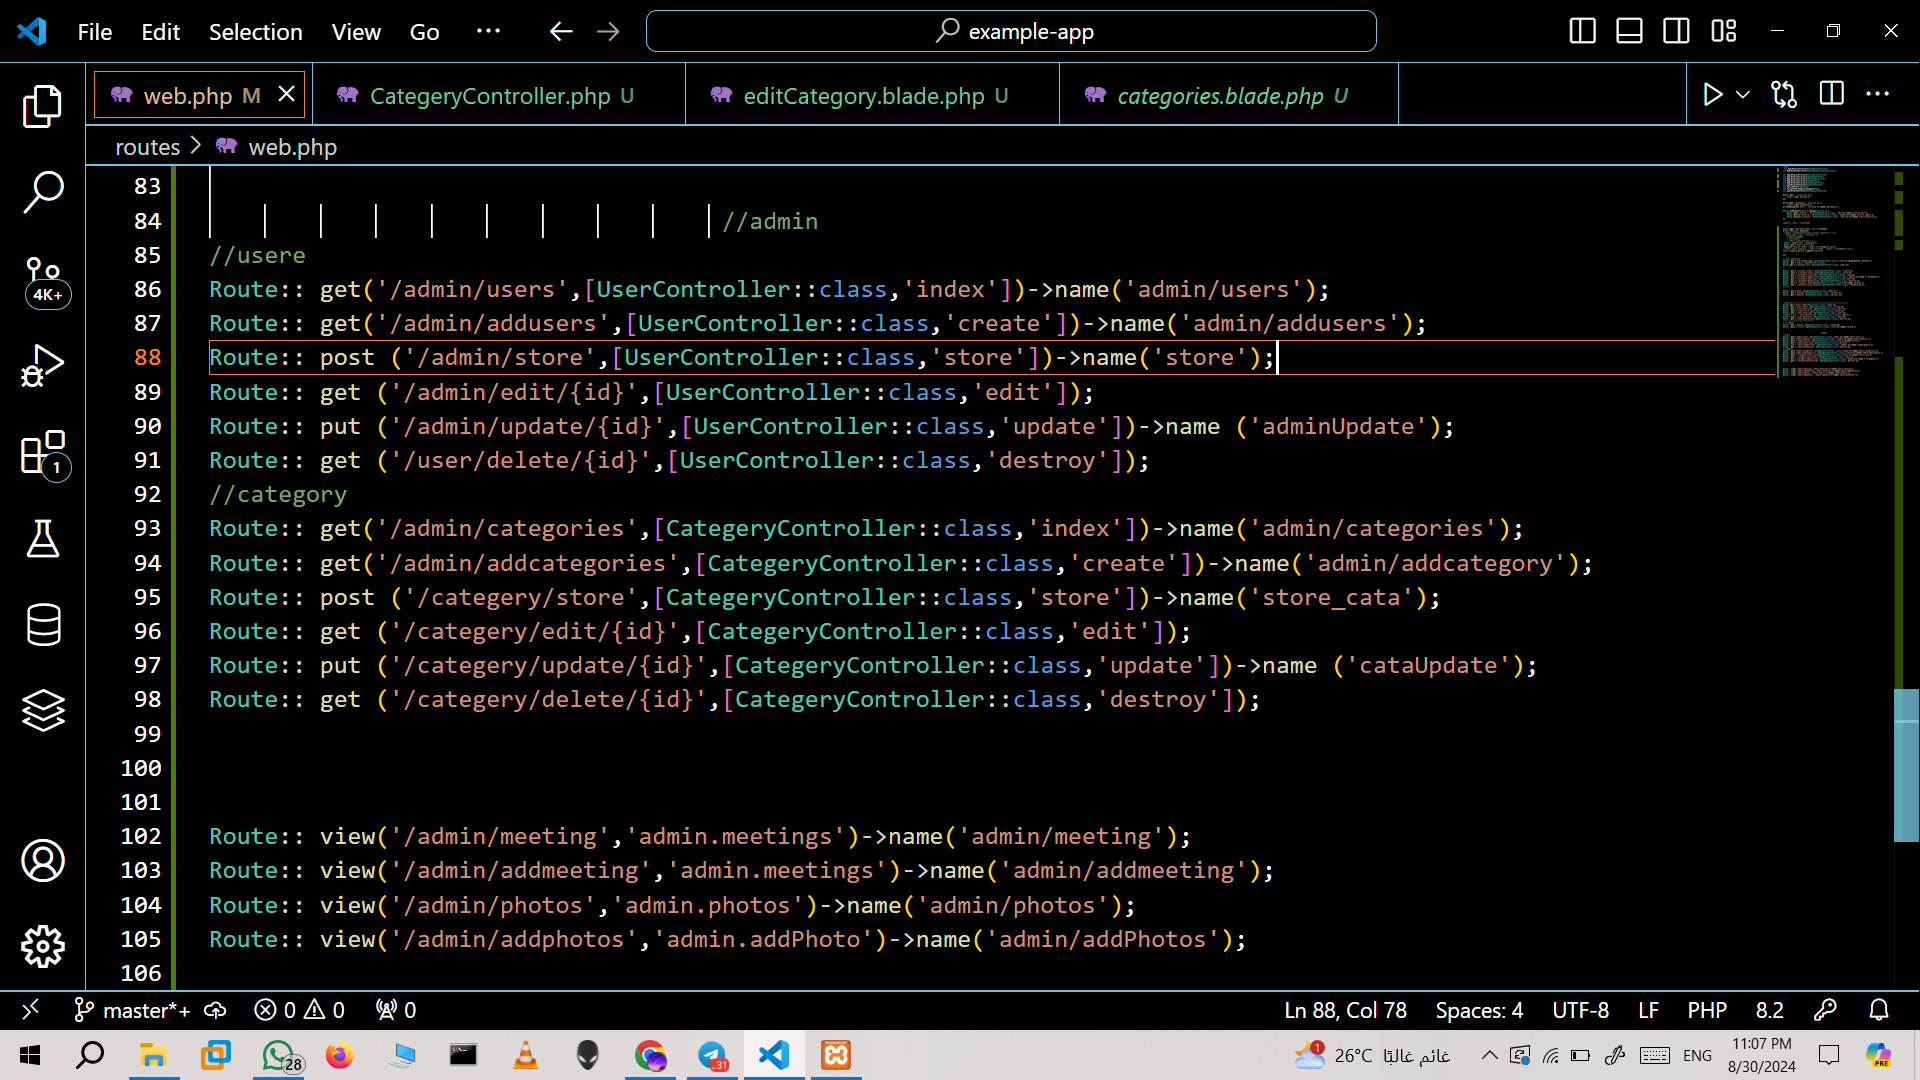 File Edit Selection View Go ··· example-app
web.php M CategeryController.php U editCategory.blade.php U categories.blade.php U
routes > web.php
83
84 //admin
85 //usere
86 Route:: get('/admin/users',[UserController::class,'index'])->name('admin/users');
87 Route:: get('/admin/addusers',[UserController::class,'create'])->name('admin/addusers');
88 Route:: post ('/admin/store',[UserController::class,'store'])->name('store');
89 Route:: get ('/admin/edit/{id}',[UserController::class,'edit']);
90 Route:: put ('/admin/update/{id}',[UserController::class,'update'])->name ('adminUpdate');
91 Route:: get ('/user/delete/{id}',[UserController::class,'destroy']);
92 //category
93 Route:: get('/admin/categories',[CategeryController::class,'index'])->name('admin/categories');
94 Route:: get('/admin/addcategories',[CategeryController::class,'create'])->name('admin/addcategory');
95 Route:: post ('/categery/store',[CategeryController::class,'store'])->name('store_cata');
96 Route:: get ('/categery/edit/{id}',[CategeryController::class,'edit']);
97 Route:: put ('/categery/update/{id}',[CategeryController::class,'update'])->name ('cataUpdate');
98 Route:: get ('/categery/delete/{id}',[CategeryController::class,'destroy']);
99
100
101
102 Route:: view('/admin/meeting','admin.meetings')->name('admin/meeting');
103 Route:: view('/admin/addmeeting','admin.meetings')->name('admin/addmeeting');
104 Route:: view('/admin/photos','admin.photos')->name('admin/photos');
105 Route:: view('/admin/addphotos','admin.addPhoto')->name('admin/addPhotos');
106
4K+
1
master*+ 0 0 0 Ln 88, Col 78 Spaces: 4 UTF-8 LF PHP 8.2
28 ..31 1 26°C غائم غالبًا ENG 11:07 PM
8/30/2024 PRE